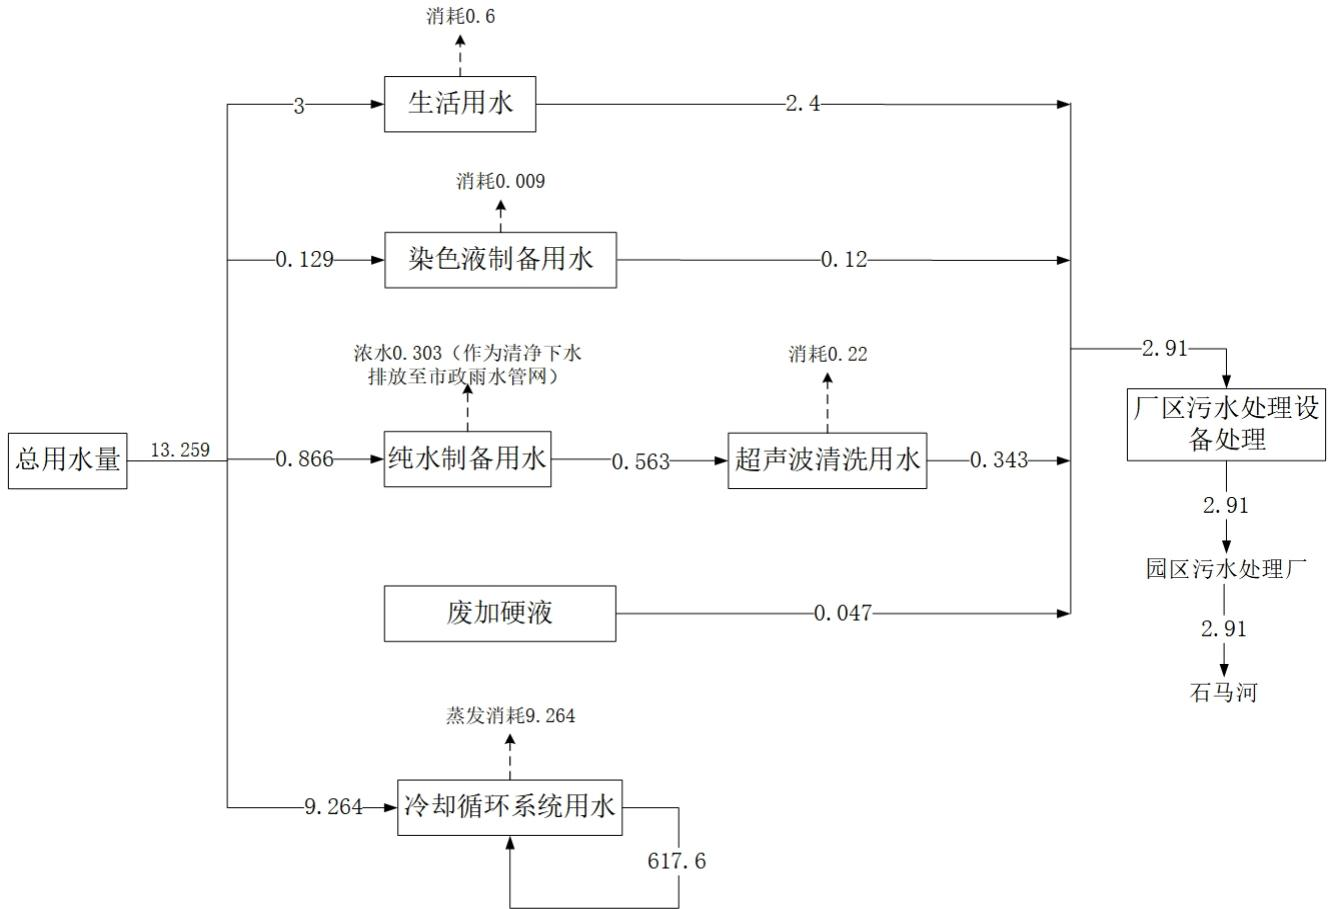 消耗0.6
3
生活用水
2.4
消耗0.009
0.129
染色液制备用水
0.12
浓水0.303（作为清净下水
排放至市政雨水管网）
消耗0.22
2.91
厂区污水处理设
备处理
总用水量
13.259
0.866
纯水制备用水
0.563
超声波清洗用水
0.343
2.91
园区污水处理厂
废加硬液
0.047
2.91
石马河
蒸发消耗9.264
9.264
冷却循环系统用水
617.6